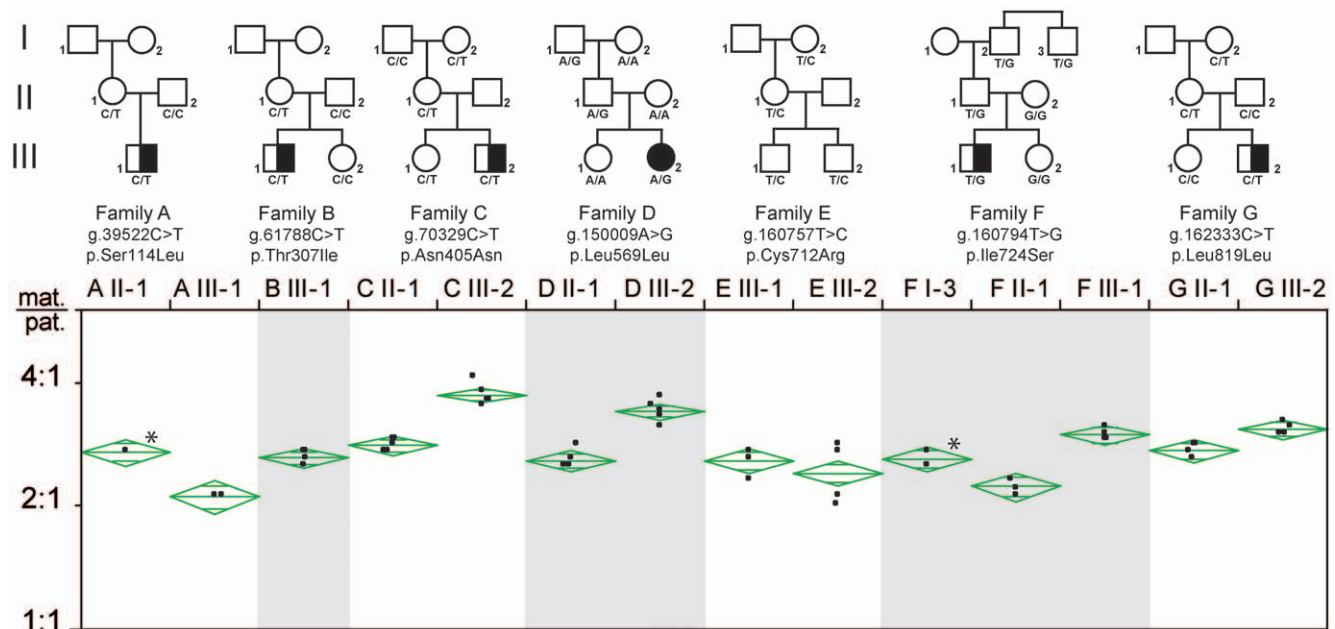 I 1 2 1 2 1 2 1 2 1 2 1 2 3 1 2
C/C C/T A/G A/A T/C T/G T/G C/T
II 1 2 1 2 1 2 1 2 1 2 1 2 1 2
C/T C/C C/T C/C C/T A/G A/A T/C T/G G/G C/T C/C
III 1 1 2 1 2 1 2 1 2 1 2 1 2
C/T C/T C/C C/T C/T A/A A/G T/C T/C T/G G/G C/C C/T
Family A Family B Family C Family D Family E Family F Family G
g.39522C>T g.61788C>T g.70329C>T g.150009A>G g.160757T>C g.160794T>G g.162333C>T
p.Ser114Leu p.Thr307Ile p.Asn405Asn p.Leu569Leu p.Cys712Arg p.Ile724Ser p.Leu819Leu
mat. A II-1 A III-1 B III-1 C II-1 C III-2 D II-1 D III-2 E III-1 E III-2 F I-3 F II-1 F III-1 G II-1 G III-2
pat.
4:1
* *
2:1
1:1